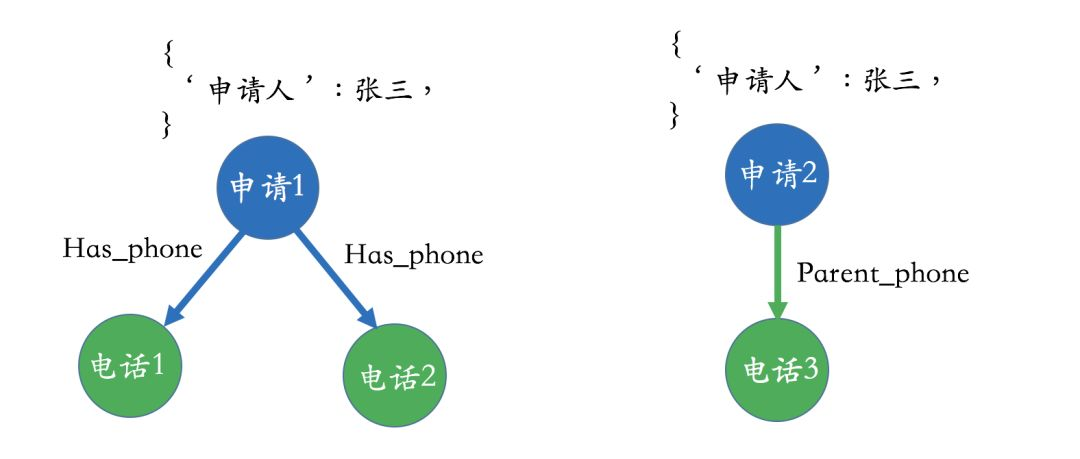 {
‘申请人’:张三，
}
申请1
Has_phone
Has_phone
电话1
电话2
{
‘申请人’:张三，
}
申请2
Parent_phone
电话3